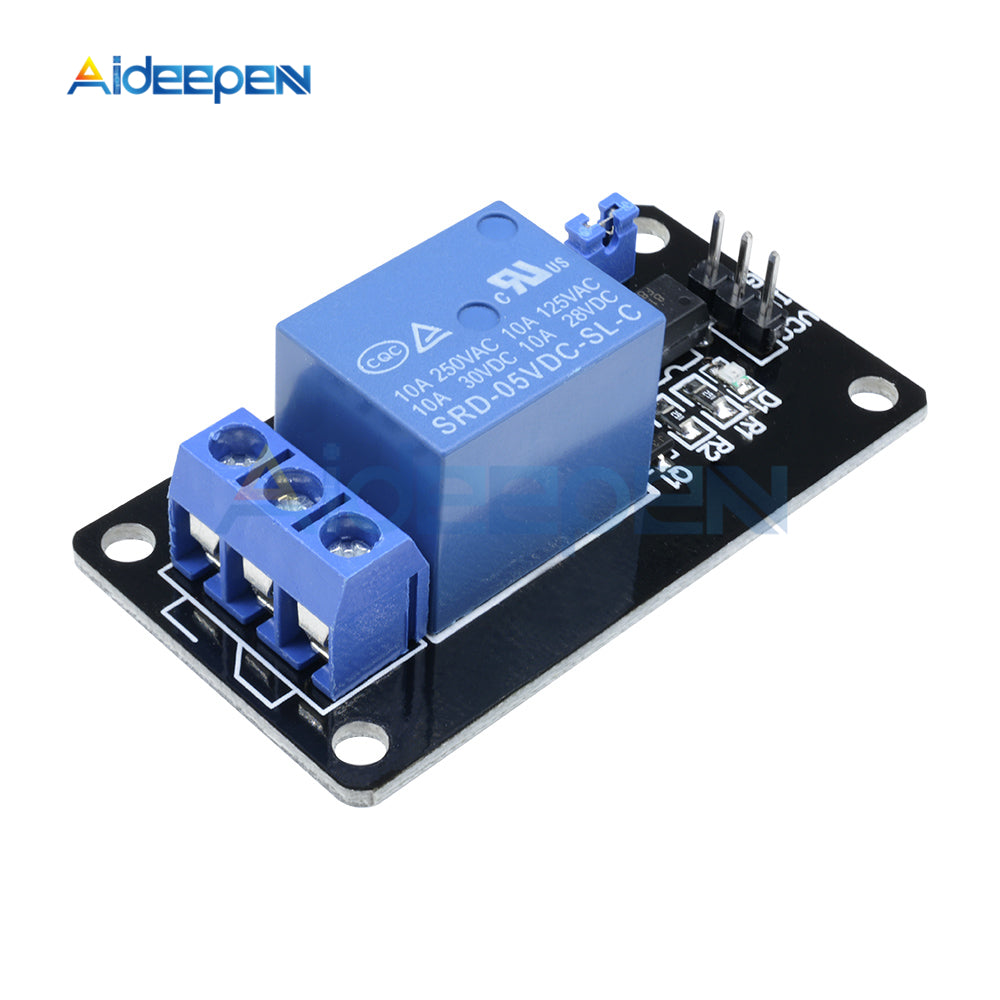 Aideepen
C US
CQC
10A 250VAC 10A 125VAC
10A 30VDC 10A 28VDC
SRD-05VDC-SL-C
VCC
D1
R1
R2
Q1
Aideepen